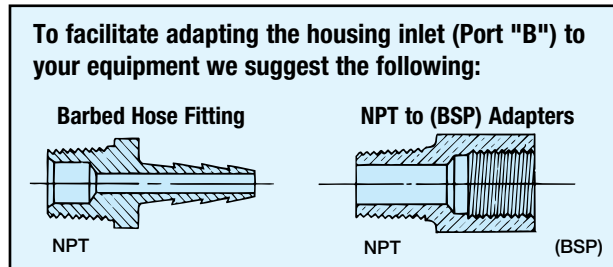 To facilitate adapting the housing inlet (Port "B") to
your equipment we suggest the following:
Barbed Hose Fitting
NPT to (BSP) Adapters
NPT
NPT
(BSP)